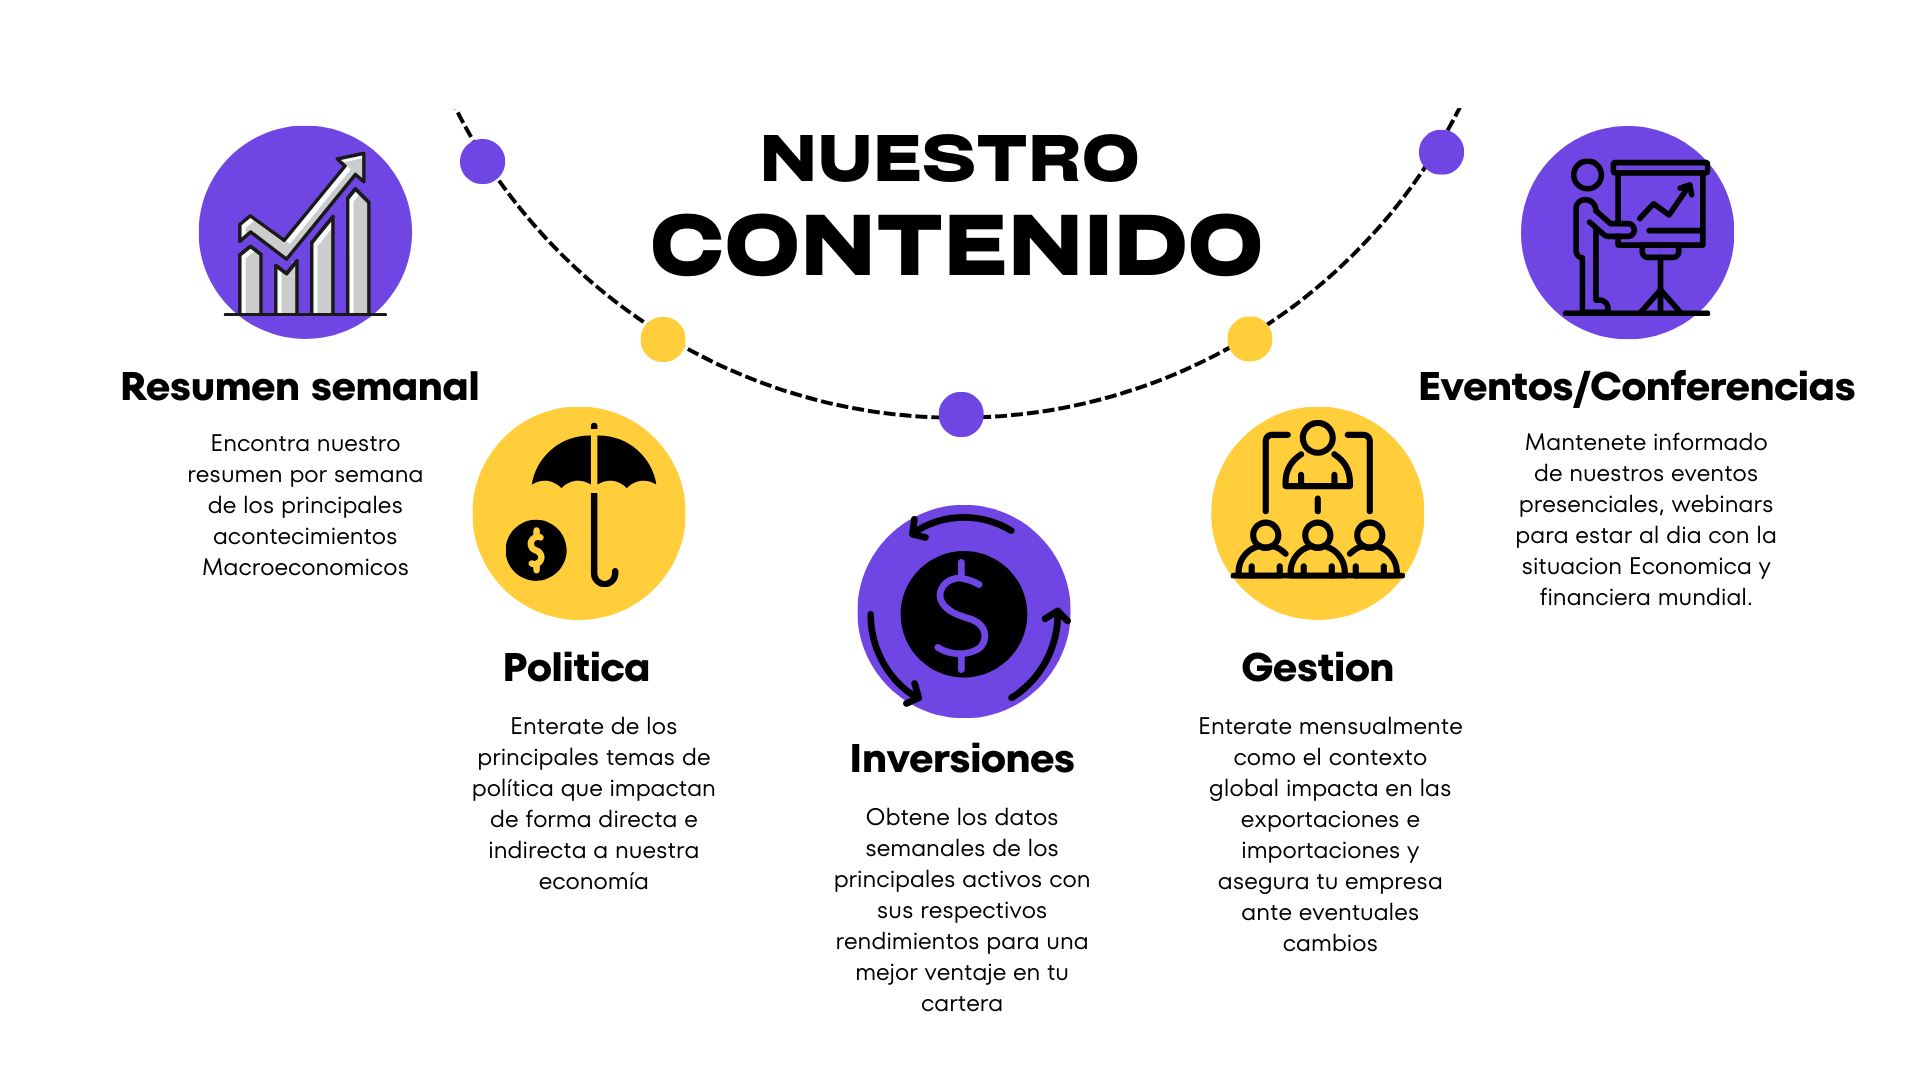 NUESTRO
CONTENIDO
Resumen semanal
Encontra nuestro
resumen por semana
de los principales
acontecimientos
Macroeconomicos
Politica
Enterate de los
principales temas de
política que impactan
de forma directa e
indirecta a nuestra
economía
$
Inversiones
Obtene los datos
semanales de los
principales activos con
sus respectivos
rendimientos para una
mejor ventaje en tu
cartera
$
Gestion
Enterate mensualmente
como el contexto
global impacta en las
exportaciones e
importaciones y
asegura tu empresa
ante eventuales
cambios
Eventos/Conferencias
Mantenete informado
de nuestros eventos
presenciales, webinars
para estar al dia con la
situacion Economica y
financiera mundial.